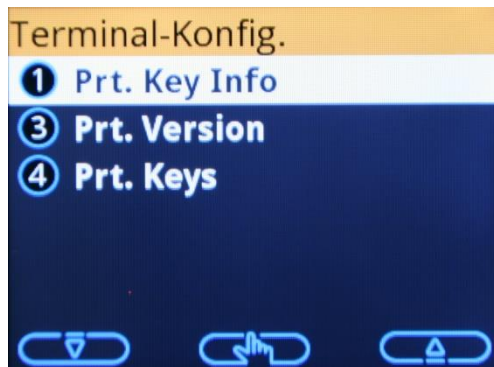 Terminal-Konfig.
1 Prt. Key Info
3 Prt. Version
4 Prt. Keys